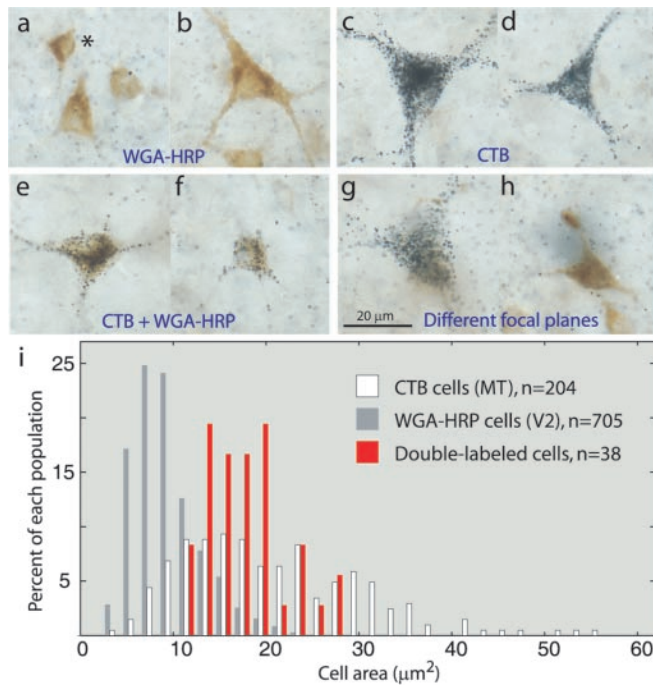 a
*
b
c
d
WGA-HRP
CTB
e
f
g
h
CTB + WGA-HRP
20 μm
Different focal planes
i
25
15
5
Percent of each population
CTB cells (MT), n=204
WGA-HRP cells (V2), n=705
Double-labeled cells, n=38
0
10
20
30
40
50
60
Cell area (μm²)